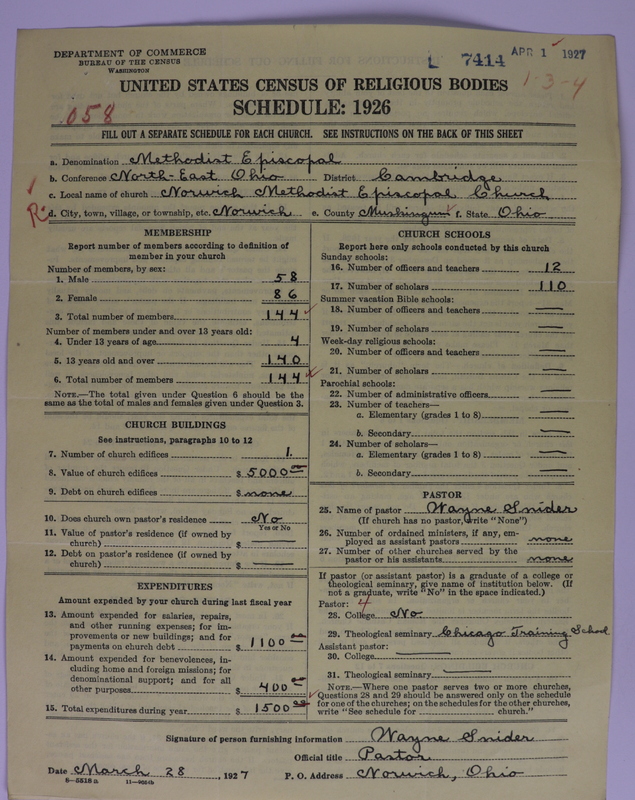 DEPARTMENT OF COMMERCE
BUREAU OF THE CENSUS
WASHINGTON
L 7414 APR 1 1927
UNITED STATES CENSUS OF RELIGIOUS BODIES
1-3-4
SCHEDULE: 1926
058
FILL OUT A SEPARATE SCHEDULE FOR EACH CHURCH. SEE INSTRUCTIONS ON THE BACK OF THIS SHEET
a. Denomination Methodist Episcopal
b. Conference North-East Ohio District Cambridge
c. Local name of church Norwich Methodist Episcopal Church
d. City, town, village, or township, etc. Norwich e. County Muskingum f. State Ohio
MEMBERSHIP
Report number of members according to definition of
member in your church
Number of members, by sex:
1. Male 58
2. Female 86
3. Total number of members 144
Number of members under and over 13 years old:
4. Under 13 years of age 4
5. 13 years old and over 140
6. Total number of members 144
NOTE.—The total given under Question 6 should be
same as the total of males and females given under Question 3.
CHURCH BUILDINGS
See instructions, paragraphs 10 to 12
7. Number of church edifices 1
8. Value of church edifices $ 5000 00
9. Debt on church edifices $ none
10. Does church own pastor's residence No
Yes or No
11. Value of pastor's residence (if owned by
church) $
12. Debt on pastor's residence (if owned by
church) $ —
EXPENDITURES
Amount expended by your church during last fiscal year
13. Amount expended for salaries, repairs,
and other running expenses; for im-
provements or new buildings; and for
payments on church debt $ 1100 00
14. Amount expended for benevolences, in-
cluding home and foreign missions; for
denominational support; and for all
other purposes $ 400 00
15. Total expenditures during year $ 1500 00
CHURCH SCHOOLS
Report here only schools conducted by this church
Sunday schools:
16. Number of officers and teachers 12
17. Number of scholars 110
Summer vacation Bible schools:
18. Number of officers and teachers —
19. Number of scholars —
Week-day religious schools:
20. Number of officers and teachers —
21. Number of scholars —
Parochial schools:
22. Number of administrative officers —
23. Number of teachers—
a. Elementary (grades 1 to 8) —
b. Secondary —
24. Number of scholars—
a. Elementary (grades 1 to 8) —
b. Secondary —
PASTOR
25. Name of pastor Wayne Snider
(If church has no pastor, write "None")
26. Number of ordained ministers, if any, em-
ployed as assistant pastors none
27. Number of other churches served by the
pastor or his assistants none
If pastor (or assistant pastor) is a graduate of a college or
theological seminary, give name of institution below. (If
not a graduate, write "No" in the space indicated.)
Pastor: 4
28. College No
29. Theological seminary Chicago Training School
Assistant pastor:
30. College —
31. Theological seminary —
NOTE.—Where one pastor serves two or more churches,
Questions 28 and 29 should be answered only on the schedule
for one of the churches; on the schedules for the other churches,
write "See schedule for church."
Signature of person furnishing information Wayne Snider
Official title Pastor
Date March 28, 1927 P. O. Address Norwich, Ohio
8-5518 a 11-9554b